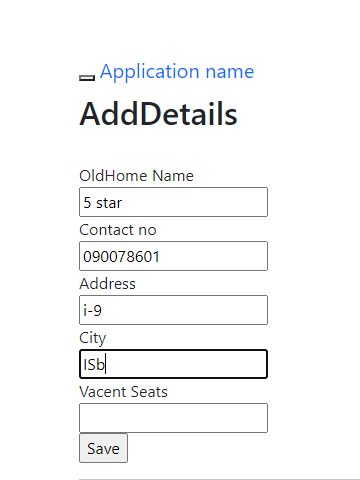 Application name
AddDetails
OldHome Name
5 star
Contact no
090078601
Address
i-9
City
ISb
Vacent Seats
Save